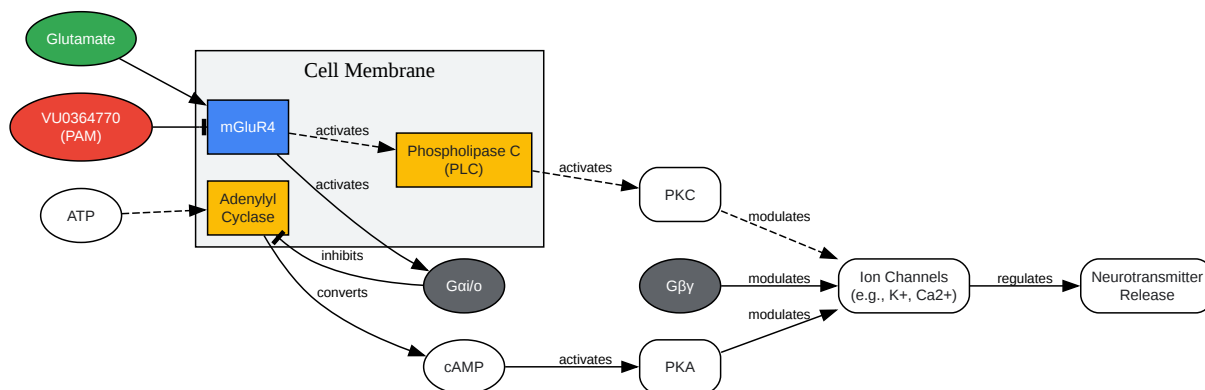 Glutamate
Cell Membrane
VU0364770
(PAM)
mGluR4
activates
Phospholipase C
(PLC)
activates
PKC
activates
ATP
Adenylyl
Cyclase
modulates
inhibits
converts
Gαi/o
Gβγ
modulates
Ion Channels
(e.g., K+, Ca2+)
regulates
Neurotransmitter
Release
modulates
cAMP
activates
PKA